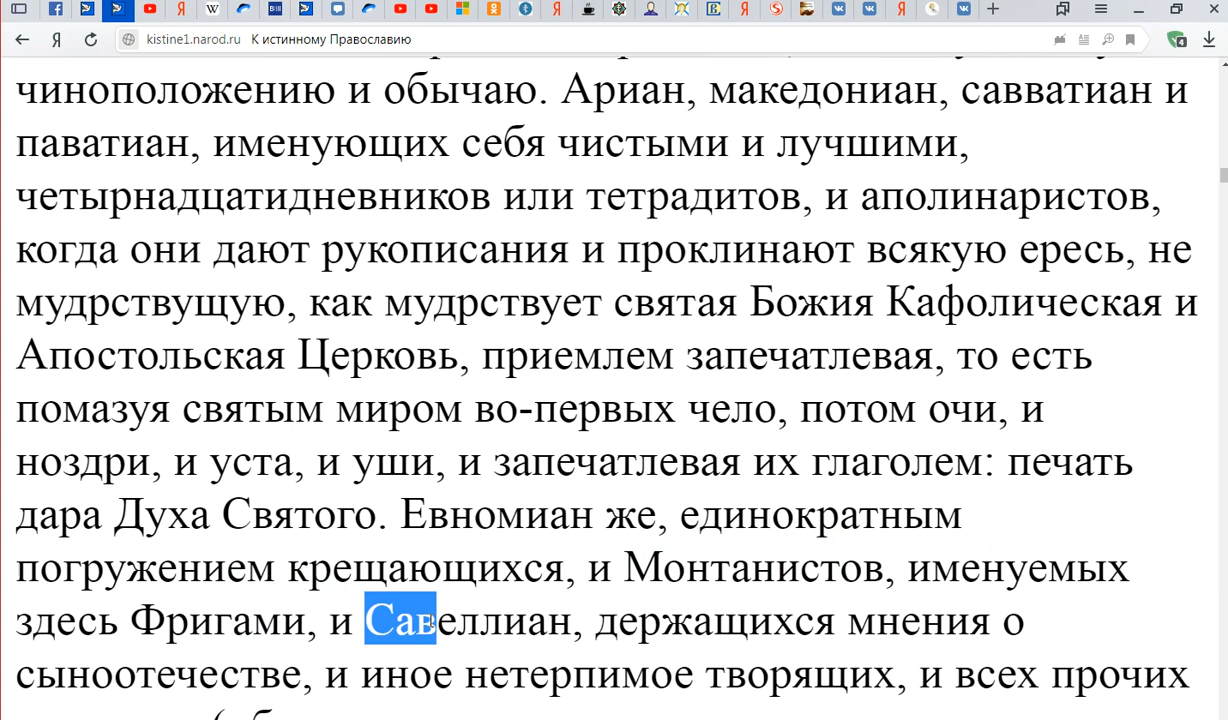 kistine1.narod.ru К истинному Православию
4
чиноположению и обычаю. Ариан, македониан, савватиан и
паватиан, именующих себя чистыми и лучшими,
четырнадцатидневников или тетрадитов, и аполинаристов,
когда они дают рукописания и проклинают всякую ересь, не
мудрствущую, как мудрствует святая Божия Кафолическая и
Апостольская Церковь, приемлем запечатлевая, то есть
помазуя святым миром во-первых чело, потом очи, и
ноздри, и уста, и уши, и запечатлевая их глаголем: печать
дара Духа Святого. Евномиан же, единократным
погружением крещающихся, и Монтанистов, именуемых
здесь Фригами, и Савеллиан, держащихся мнения о
сыноотечестве, и иное нетерпимое творящих, и всех прочих